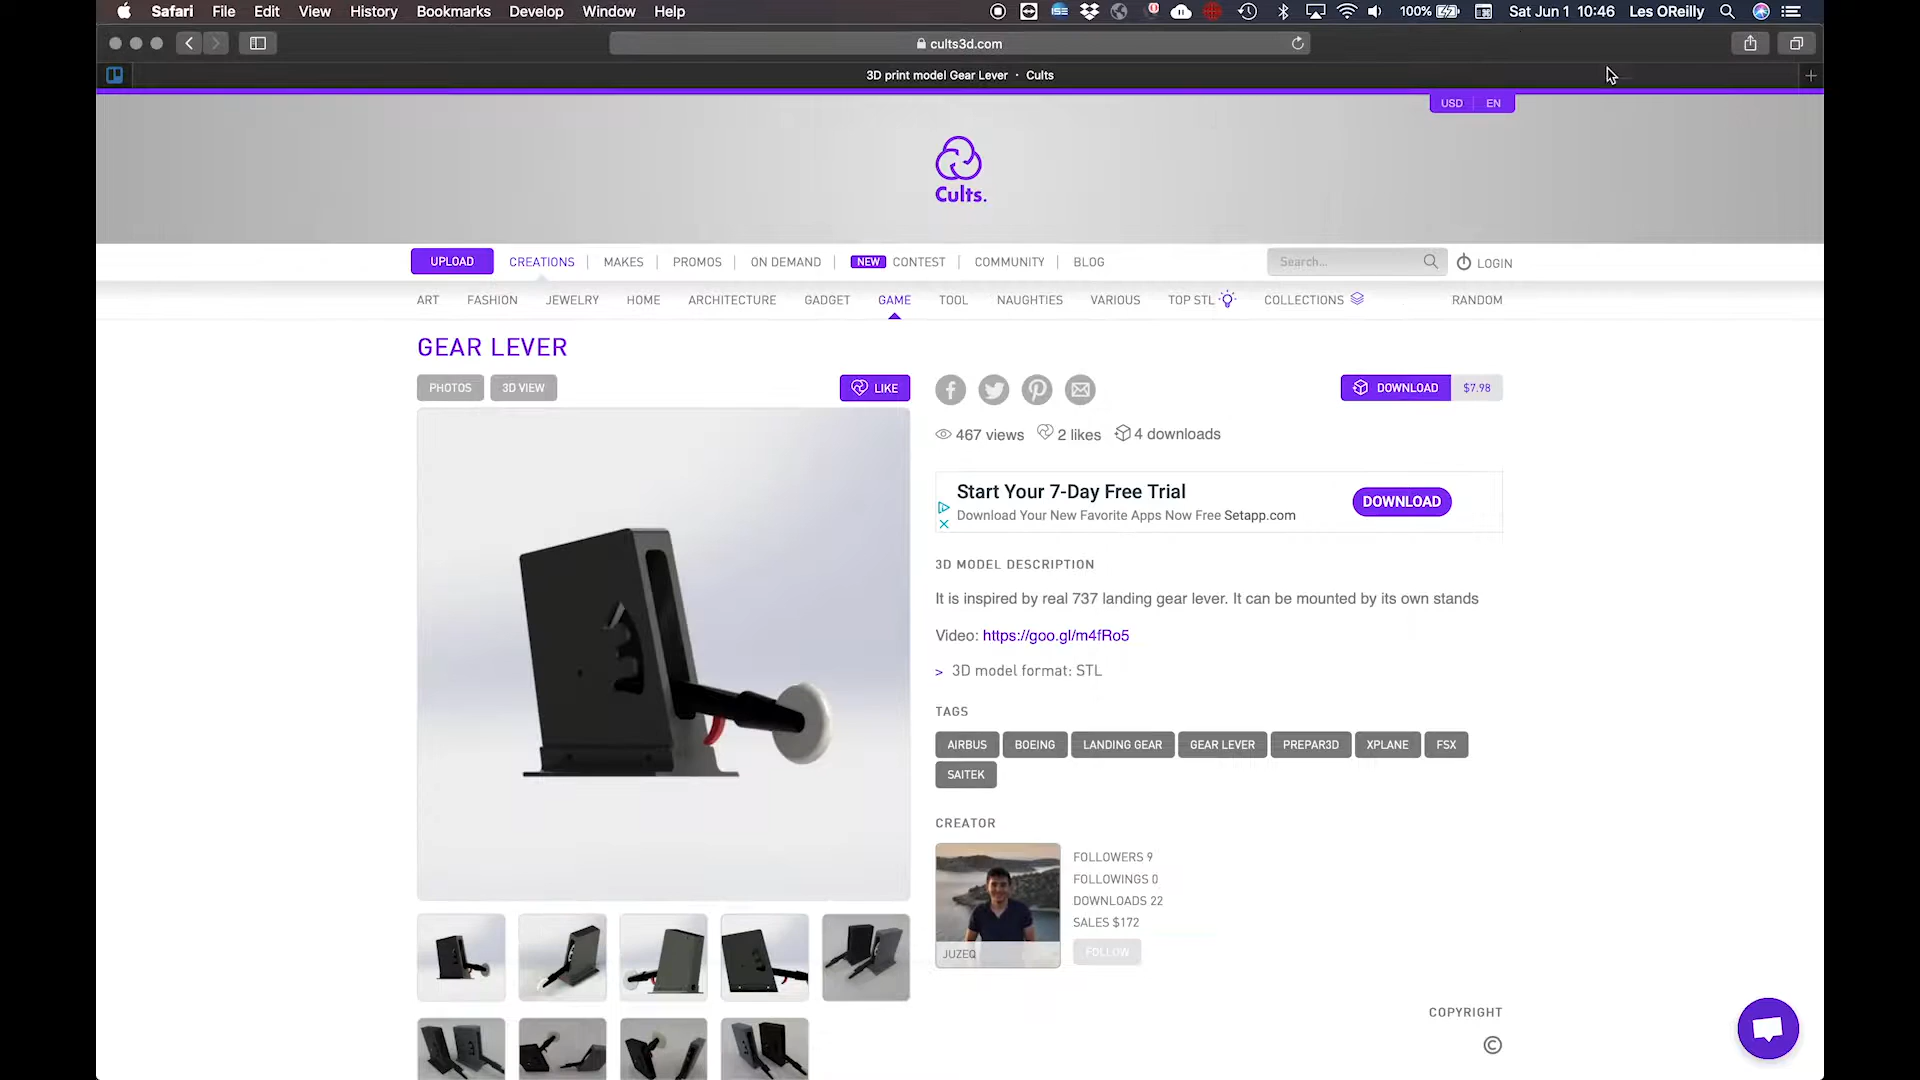 Safari File Edit View History Bookmarks Develop Window Help 100% Sat Jun 1 10:46 Les OReilly
cults3d.com
3D print model Gear Lever · Cults
USD EN
Cults.
UPLOAD CREATIONS MAKES PROMOS ON DEMAND NEW CONTEST COMMUNITY BLOG Search... LOGIN
ART FASHION JEWELRY HOME ARCHITECTURE GADGET GAME TOOL NAUGHTIES VARIOUS TOP STL COLLECTIONS RANDOM
GEAR LEVER
PHOTOS 3D VIEW LIKE
DOWNLOAD $7.98
467 views 2 likes 4 downloads
Start Your 7-Day Free Trial
Download Your New Favorite Apps Now Free Setapp.com
DOWNLOAD
3D MODEL DESCRIPTION
It is inspired by real 737 landing gear lever. It can be mounted by its own stands
Video: https://goo.gl/m4fRo5
> 3D model format: STL
TAGS
AIRBUS BOEING LANDING GEAR GEAR LEVER PREPAR3D XPLANE FSX
SAITEK
CREATOR
JUZEQ
FOLLOWERS 9
FOLLOWINGS 0
DOWNLOADS 22
SALES $172
FOLLOW
COPYRIGHT
©